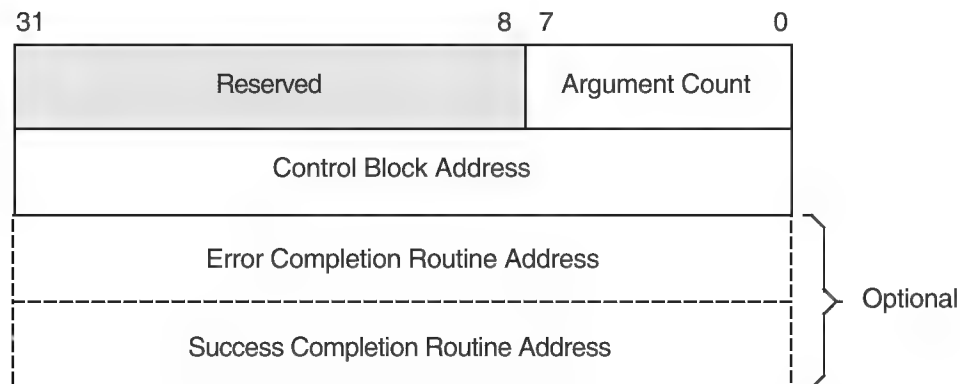 31 8 7 0
Reserved Argument Count
Control Block Address
Error Completion Routine Address
Optional
Success Completion Routine Address